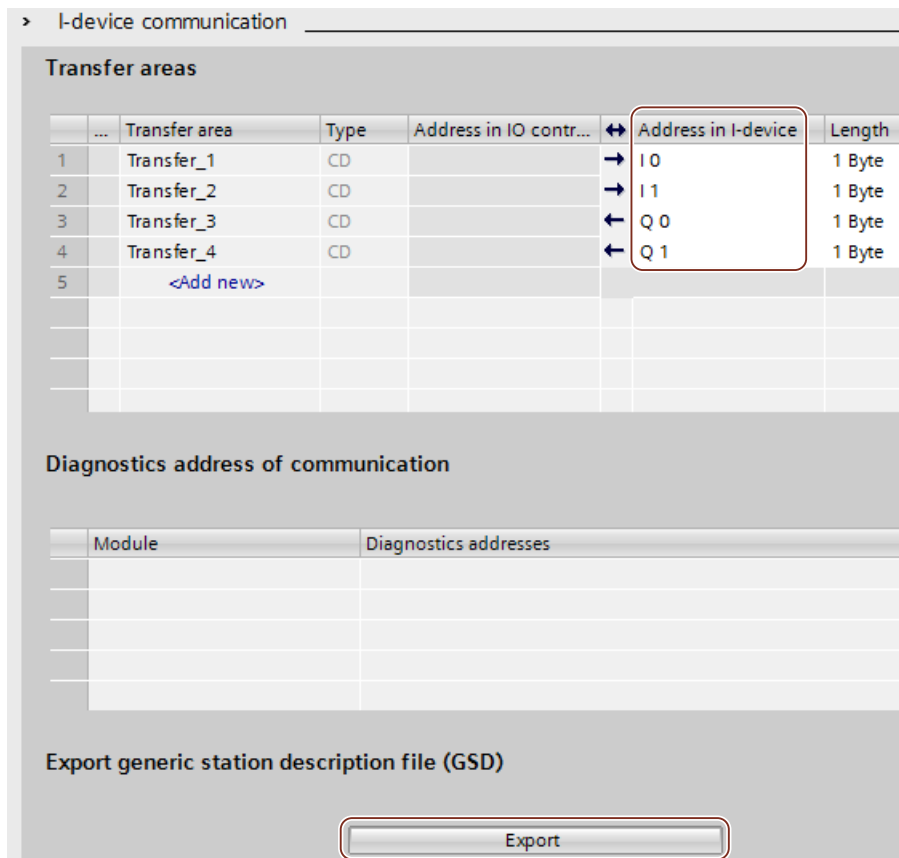 > I-device communication
Transfer areas
... Transfer area Type Address in IO contr... ↔ Address in I-device Length
1 Transfer_1 CD → I 0 1 Byte
2 Transfer_2 CD → I 1 1 Byte
3 Transfer_3 CD ← Q 0 1 Byte
4 Transfer_4 CD ← Q 1 1 Byte
5 <Add new>
Diagnostics address of communication
Module Diagnostics addresses
Export generic station description file (GSD)
Export